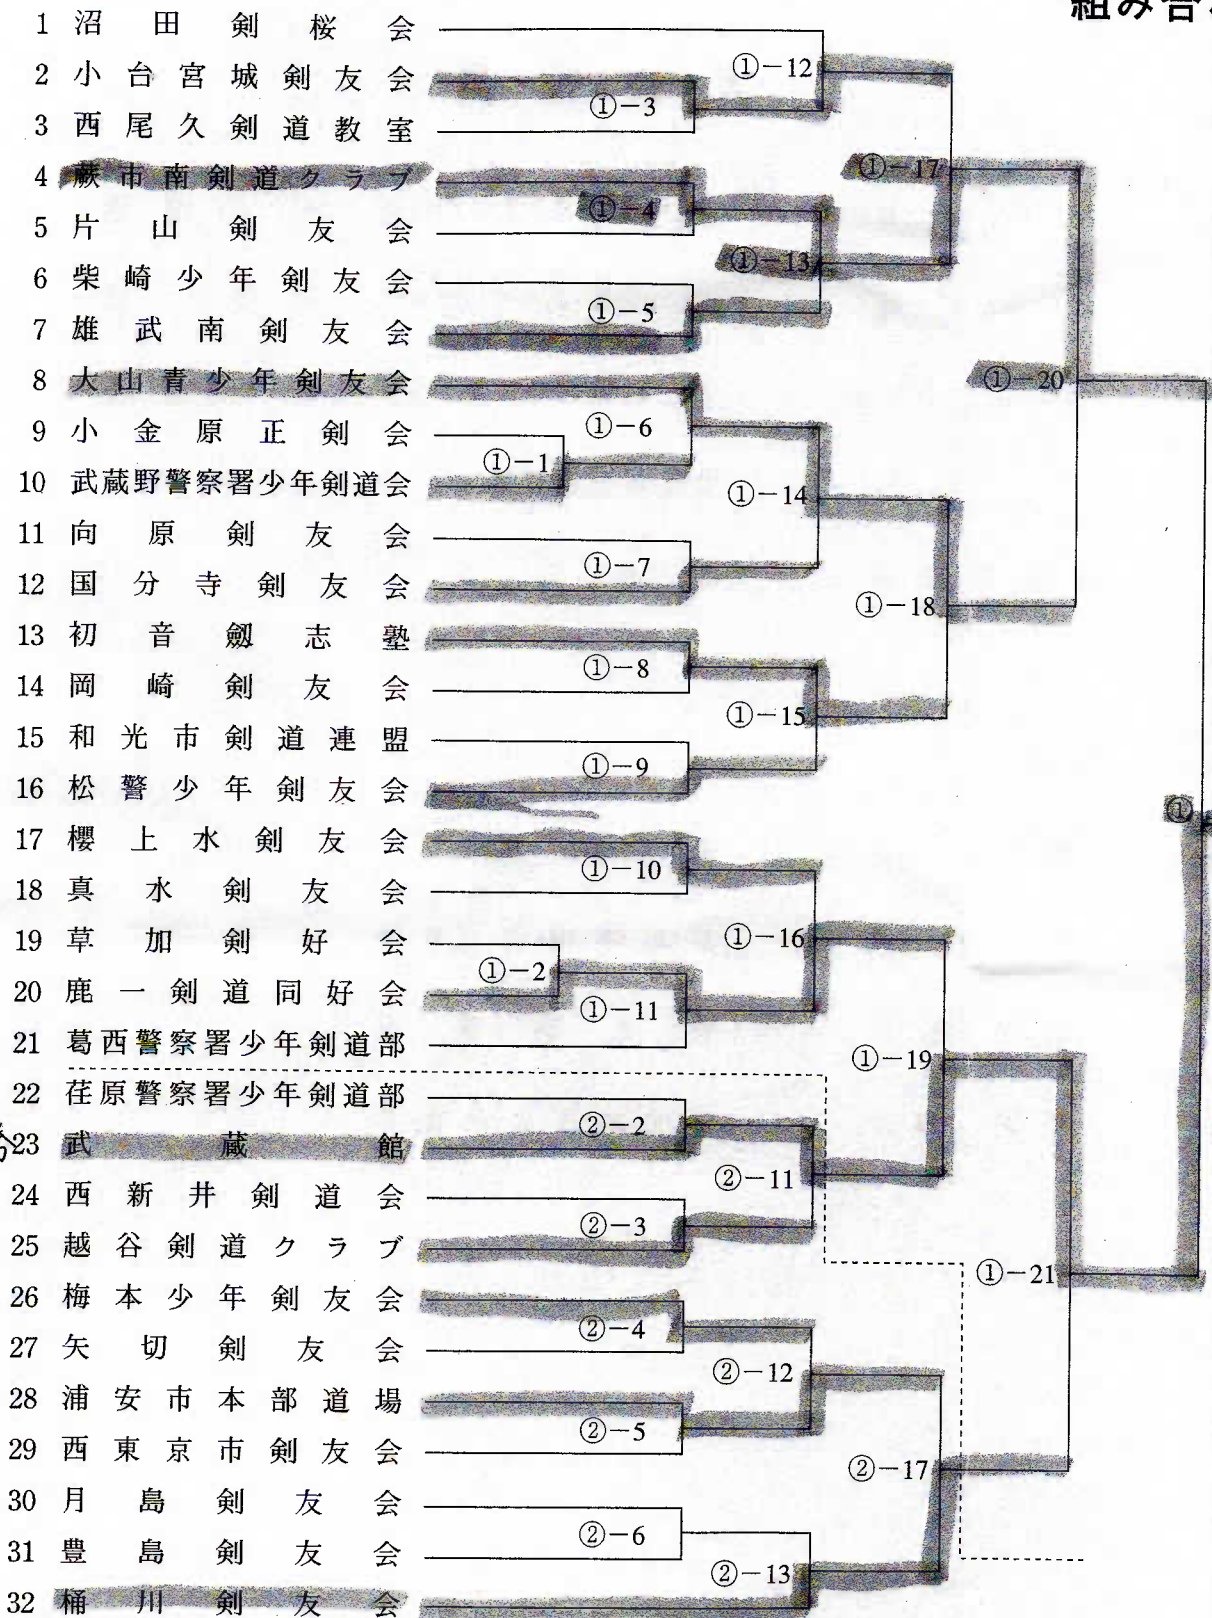 組み合
1 沼田剣桜会
2 小台宮城剣友会
3 西尾久剣道教室
4 蕨市南剣道クラブ
5 片山剣友会
6 柴崎少年剣友会
7 雄武南剣友会
8 大山青少年剣友会
9 小金原正剣会
10 武蔵野警察署少年剣道会
11 向原剣友会
12 国分寺剣友会
13 初音劔志塾
14 岡崎剣友会
15 和光市剣道連盟
16 松警少年剣友会
17 櫻上水剣友会
18 真水剣友会
19 草加剣好会
20 鹿一剣道同好会
21 葛西警察署少年剣道部
22 荏原警察署少年剣道部
23 武蔵館
24 西新井剣道会
25 越谷剣道クラブ
26 梅本少年剣友会
27 矢切剣友会
28 浦安市本部道場
29 西東京市剣友会
30 月島剣友会
31 豊島剣友会
32 桶川剣友会
①-1
①-2
①-3
①-4
①-5
①-6
①-7
①-8
①-9
①-10
①-11
②-2
②-3
②-4
②-5
②-6
①-12
①-13
①-14
①-15
①-16
②-11
②-12
②-13
①-17
①-18
①-19
②-17
①-20
①-21
①